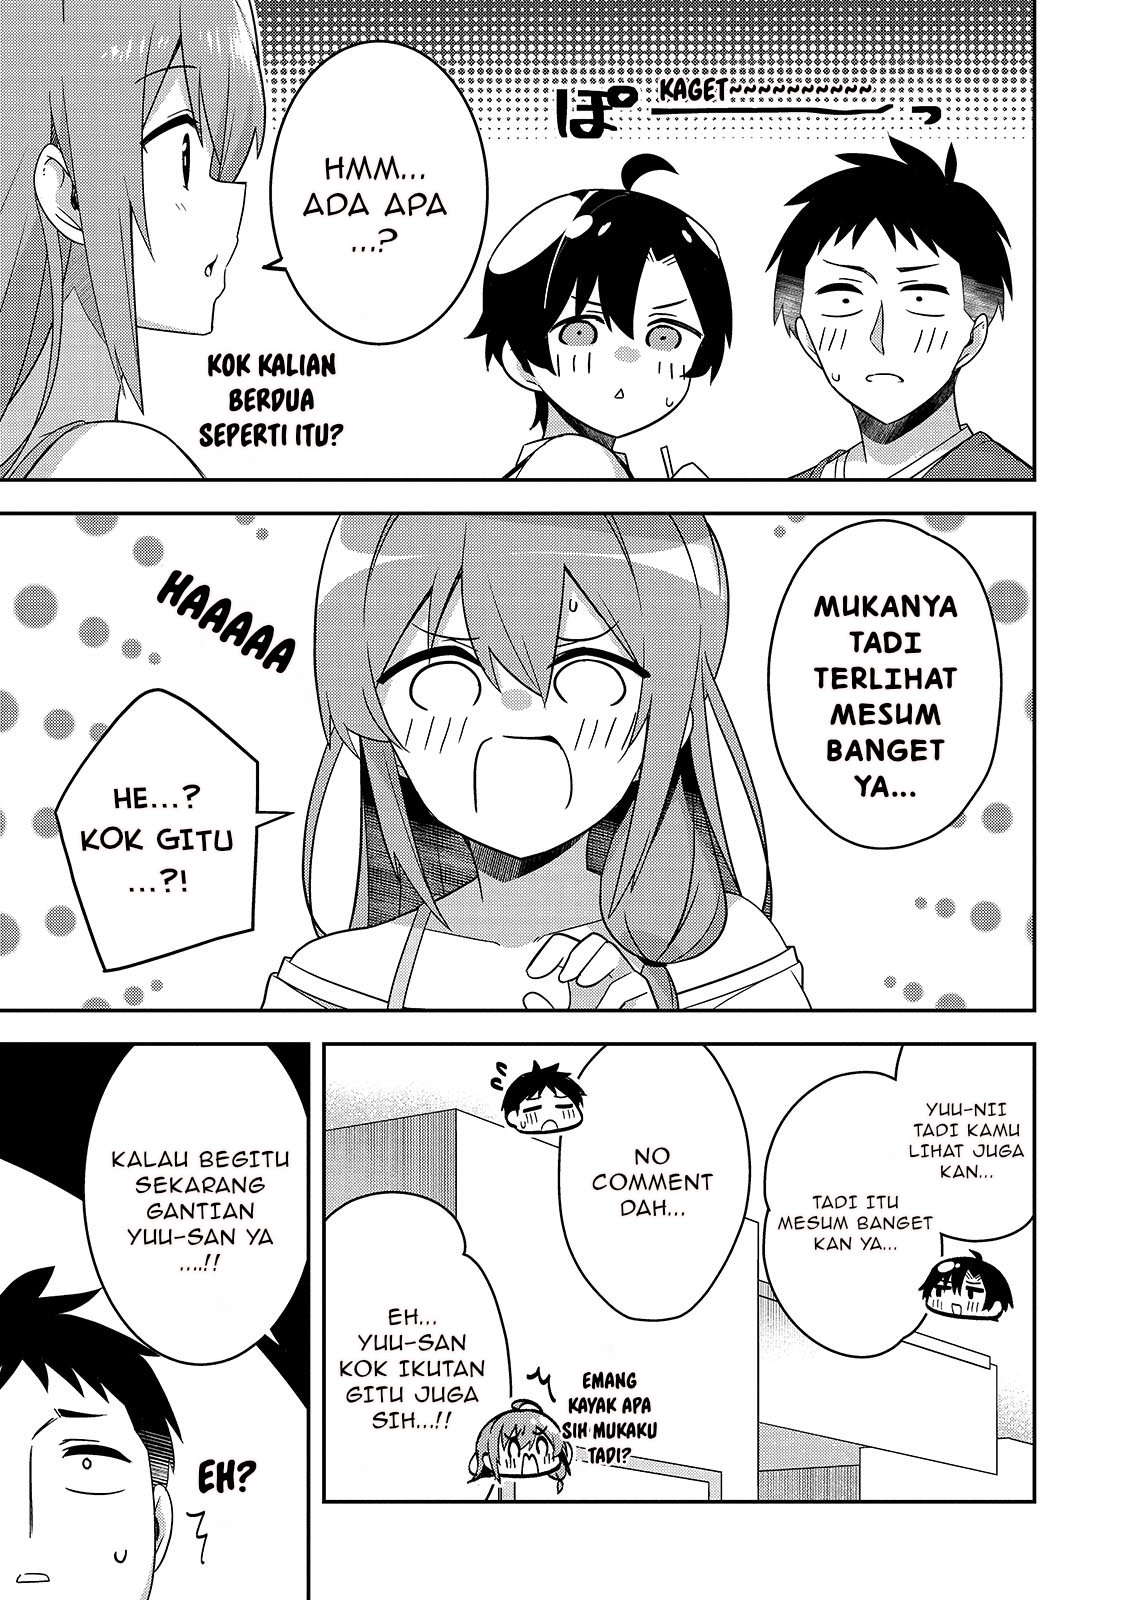 KAGET~~~~~~~~~~
ぽーーっ
HMM...
ADA APA
...?
KOK KALIAN
BERDUA
SEPERTI ITU?
MUKANYA
TADI
TERLIHAT
MESUM
BANGET
YA...
HAAAAA
HE...?
KOK GITU
...?!
YUU-NII
TADI KAMU
LIHAT JUGA
KAN...
TADI ITU
MESUM BANGET
KAN YA...
NO
COMMENT
DAH...
EH...
YUU-SAN
KOK IKUTAN
GITU JUGA
SIH...!!
EMANG
KAYAK APA
SIH MUKAKU
TADI?
KALAU BEGITU
SEKARANG
GANTIAN
YUU-SAN YA
....!!
EH?